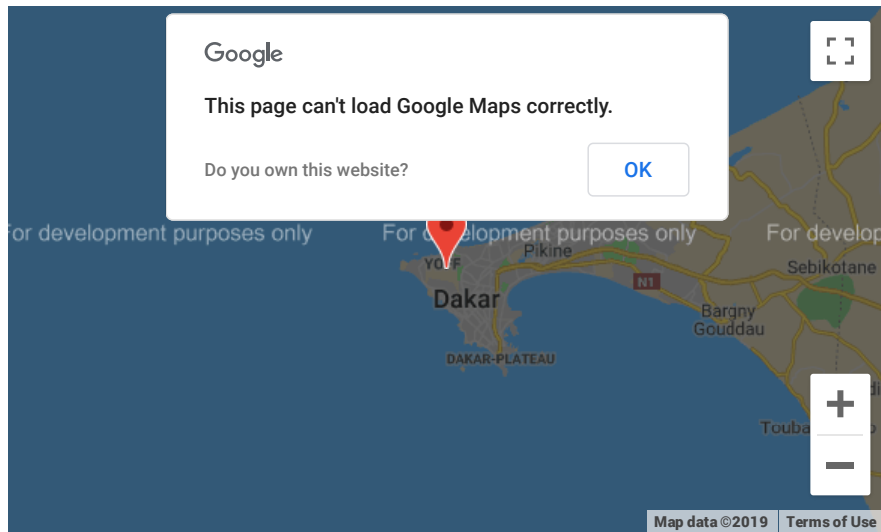 Google
This page can't load Google Maps correctly.
Do you own this website?
OK
For development purposes only
For development purposes only
For develop
YOFF
Pikine
N1
Sebikotane
Dakar
Bargny
Gouddau
DAKAR-PLATEAU
Map data ©2019
Terms of Use